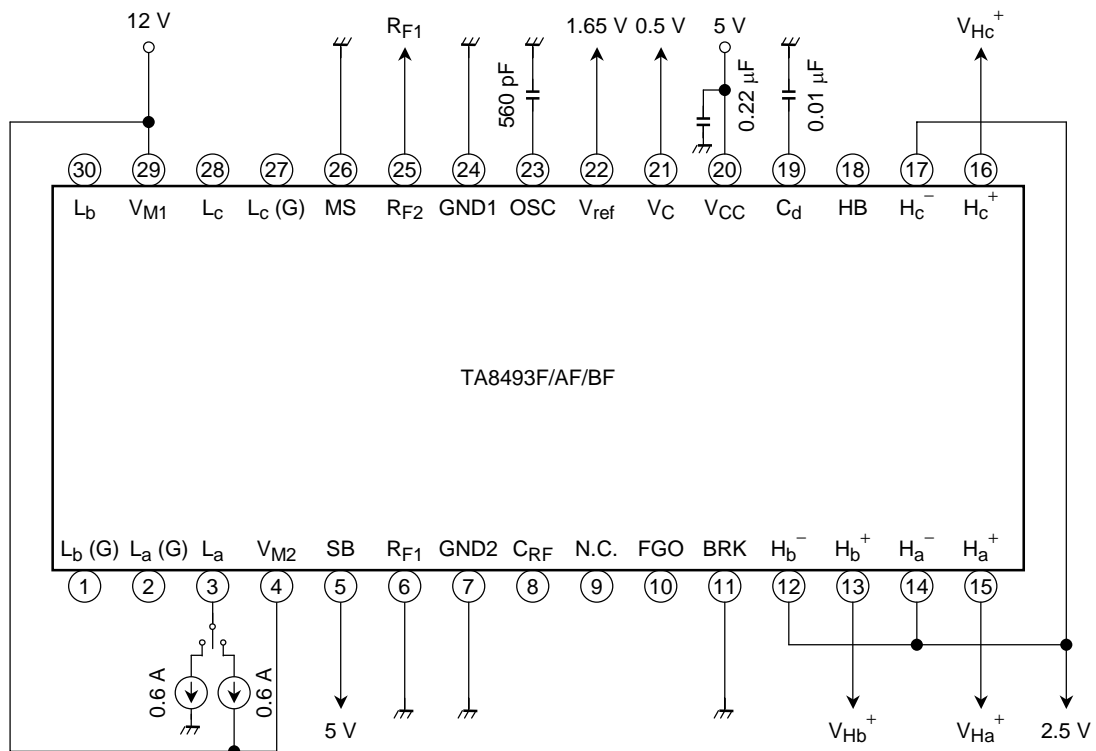 12 V
R_F1
1.65 V 0.5 V
5 V
V_Hc^+
560 pF
0.22 μF
0.01 μF
30 29 28 27 26 25 24 23 22 21 20 19 18 17 16
L_b V_M1 L_c L_c (G) MS R_F2 GND1 OSC V_ref V_C V_CC C_d HB H_c^− H_c^+
TA8493F/AF/BF
L_b (G) L_a (G) L_a V_M2 SB R_F1 GND2 C_RF N.C. FGO BRK H_b^− H_b^+ H_a^− H_a^+
1 2 3 4 5 6 7 8 9 10 11 12 13 14 15
0.6 A
0.6 A
5 V
V_Hb^+
V_Ha^+
2.5 V